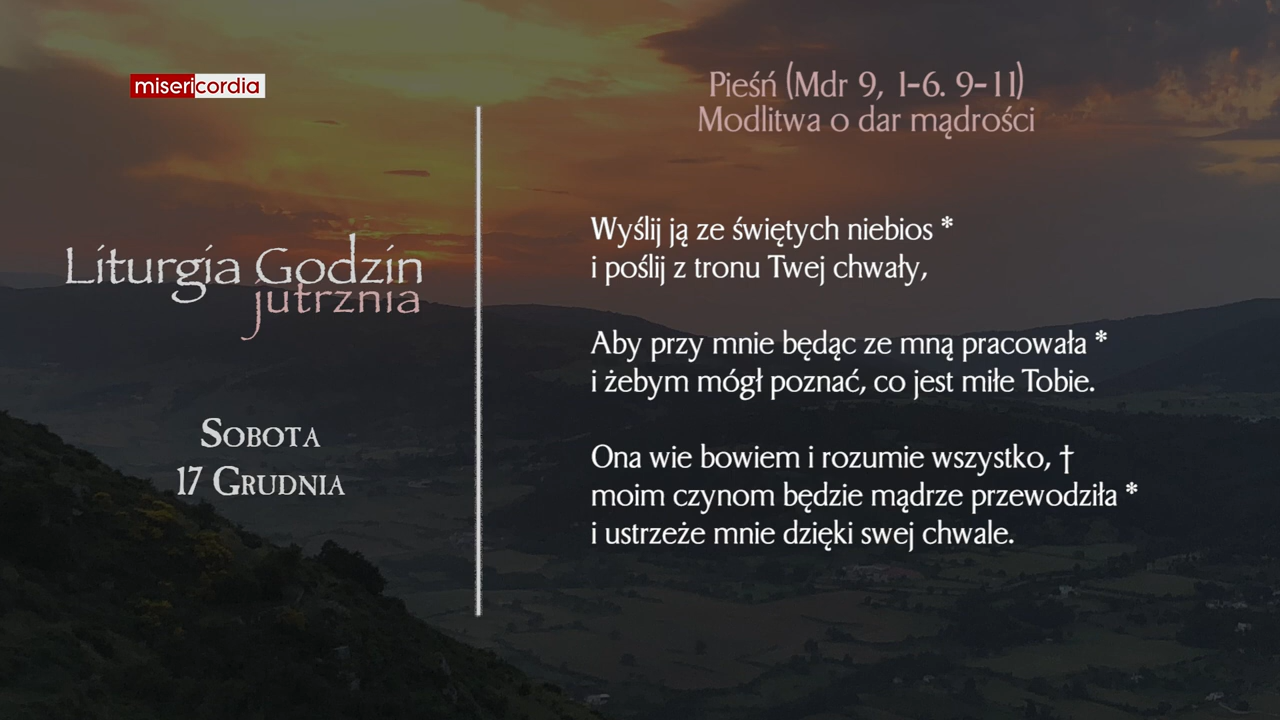 misericordia
Liturgia Godzin
jutrznia
Sobota
17 Grudnia
Pieśń (Mdr 9, 1-6. 9-11)
Modlitwa o dar mądrości
Wyślij ją ze świętych niebios *
i poślij z tronu Twej chwały,
Aby przy mnie będąc ze mną pracowała *
i żebym mógł poznać, co jest miłe Tobie.
Ona wie bowiem i rozumie wszystko, †
moim czynom będzie mądrze przewodziła *
i ustrzeże mnie dzięki swej chwale.